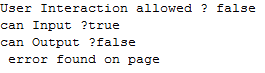 User Interaction allowed ? false
can Input ?true
can Output ?false
error found on page